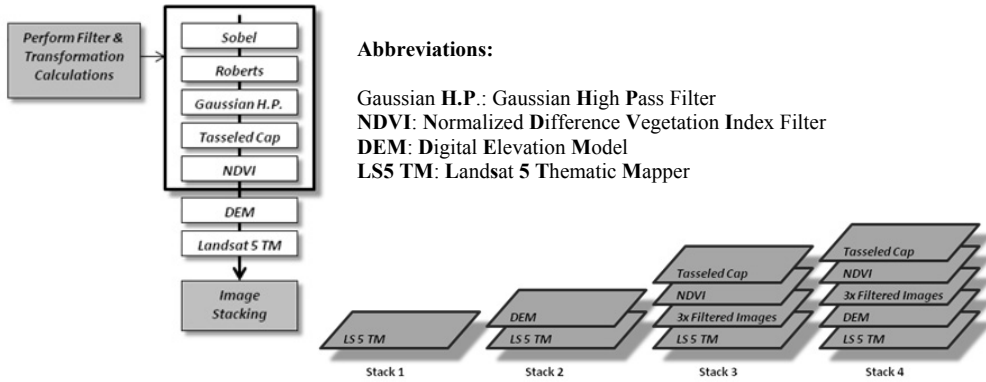 Perform Filter &
Transformation
Calculations
Sobel
Roberts
Gaussian H.P.
Tasseled Cap
NDVI
DEM
Landsat 5 TM
Image
Stacking
Abbreviations:
Gaussian H.P.: Gaussian High Pass Filter
NDVI: Normalized Difference Vegetation Index Filter
DEM: Digital Elevation Model
LS5 TM: Landsat 5 Thematic Mapper
LS 5 TM
Stack 1
DEM
LS 5 TM
Stack 2
Tasseled Cap
NDVI
3x Filtered Images
LS 5 TM
Stack 3
Tasseled Cap
NDVI
3x Filtered Images
DEM
LS 5 TM
Stack 4